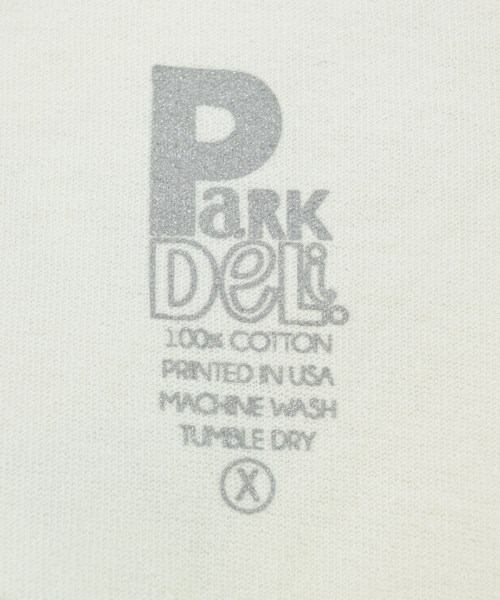 PaRK
DeLi.
100% COTTON
PRINTED IN USA
MACHINE WASH
TUMBLE DRY
X